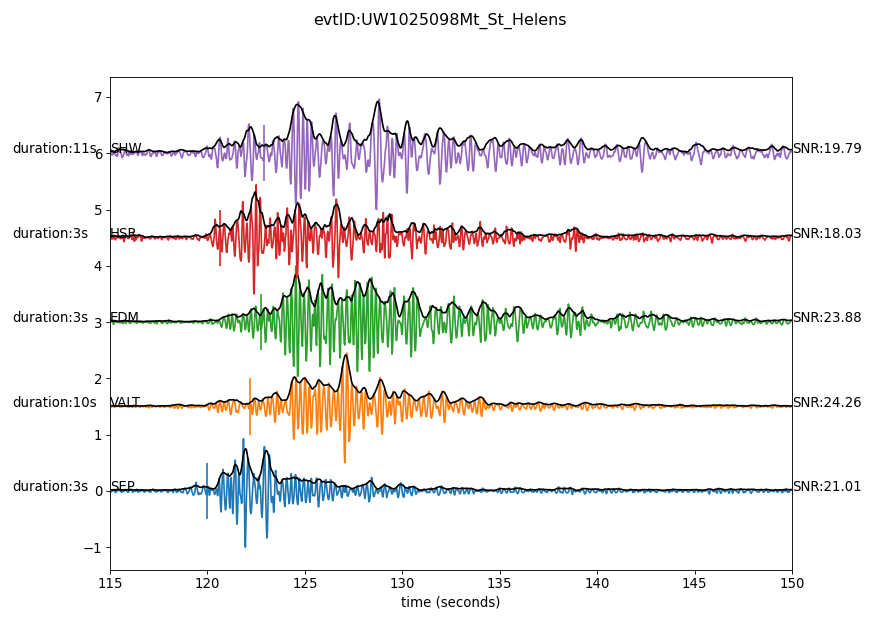 evtID:UW1025098Mt_St_Helens
7
duration:11s SHW SNR:19.79
6
5
duration:3s HSR SNR:18.03
4
duration:3s EDM SNR:23.88
3
2
duration:10s VALT SNR:24.26
1
duration:3s SEP SNR:21.01
0
−1
115 120 125 130 135 140 145 150
time (seconds)